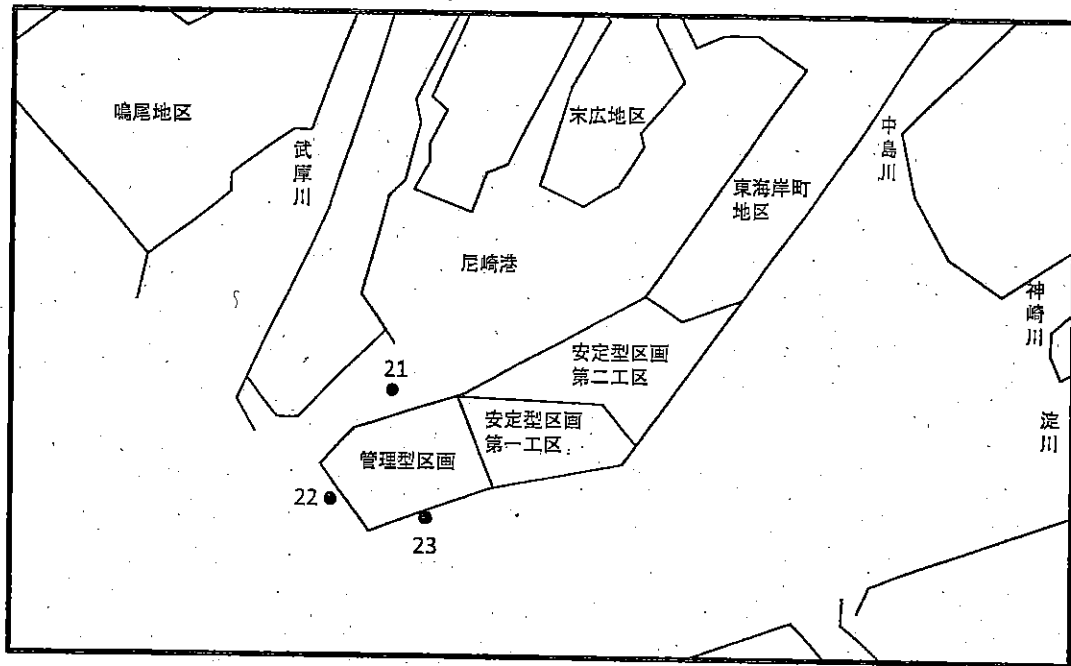 鳴尾地区
武庫川
末広地区
中島川
東海岸町
地区
尼崎港
神崎川
安定型区画
第二工区
21
安定型区画
第一工区
淀川
管理型区画
22
23